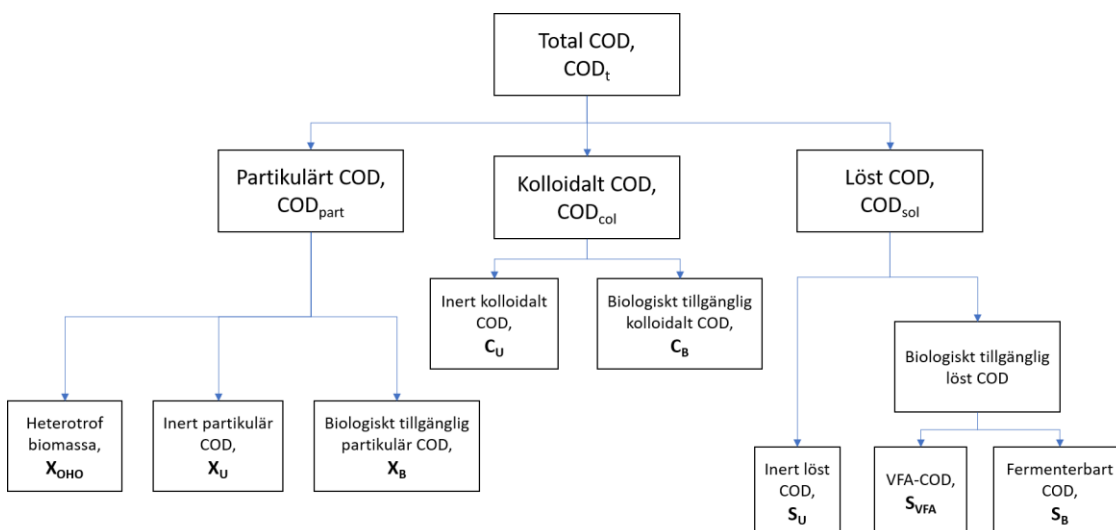 Total COD,
CODt
Partikulärt COD,
CODpart
Kolloidalt COD,
CODcol
Löst COD,
CODsol
Inert kolloidalt
COD,
CU
Biologiskt tillgänglig
kolloidalt COD,
CB
Biologiskt tillgänglig
löst COD
Heterotrof
biomassa,
XOHO
Inert partikulär
COD,
XU
Biologiskt tillgänglig
partikulär COD,
XB
Inert löst
COD,
SU
VFA-COD,
SVFA
Fermenterbart
COD,
SB